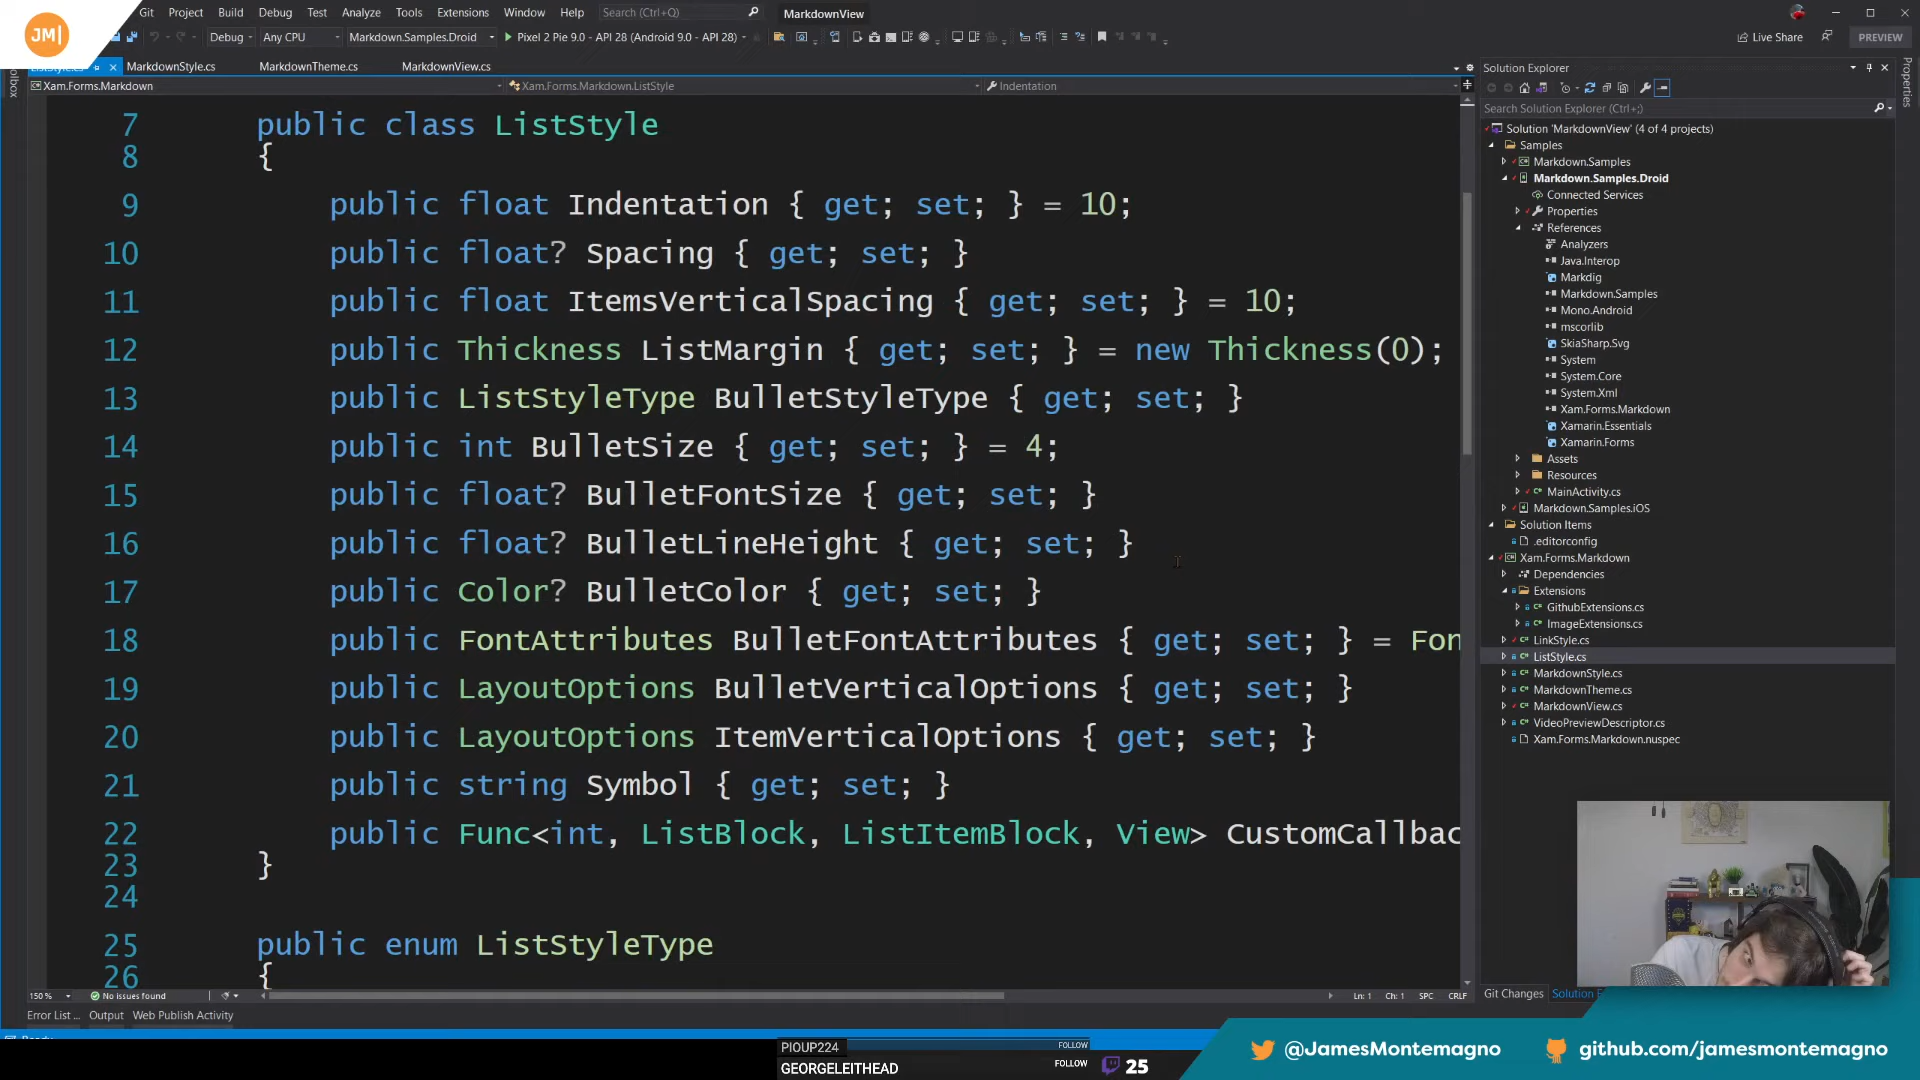 JM|
Git Project Build Debug Test Analyze Tools Extensions Window Help Search (Ctrl+Q) MarkdownView
Debug Any CPU Markdown.Samples.Droid Pixel 2 Pie 9.0 - API 28 (Android 9.0 - API 28) Live Share PREVIEW
ListStyle.cs MarkdownStyle.cs MarkdownTheme.cs MarkdownView.cs
Xam.Forms.Markdown Xam.Forms.Markdown.ListStyle Indentation
7 public class ListStyle
8 {
9 public float Indentation { get; set; } = 10;
10 public float? Spacing { get; set; }
11 public float ItemsVerticalSpacing { get; set; } = 10;
12 public Thickness ListMargin { get; set; } = new Thickness(0);
13 public ListStyleType BulletStyleType { get; set; }
14 public int BulletSize { get; set; } = 4;
15 public float? BulletFontSize { get; set; }
16 public float? BulletLineHeight { get; set; }
17 public Color? BulletColor { get; set; }
18 public FontAttributes BulletFontAttributes { get; set; } = Fon
19 public LayoutOptions BulletVerticalOptions { get; set; }
20 public LayoutOptions ItemVerticalOptions { get; set; }
21 public string Symbol { get; set; }
22 public Func<int, ListBlock, ListItemBlock, View> CustomCallbac
23 }
24
25 public enum ListStyleType
26 {
150 % No issues found Ln: 1 Ch: 1 SPC CRLF
Error List ... Output Web Publish Activity
Solution Explorer
Search Solution Explorer (Ctrl+;)
Solution 'MarkdownView' (4 of 4 projects)
Samples
Markdown.Samples
Markdown.Samples.Droid
Connected Services
Properties
References
Analyzers
Java.Interop
Markdig
Markdown.Samples
Mono.Android
mscorlib
SkiaSharp.Svg
System
System.Core
System.Xml
Xam.Forms.Markdown
Xamarin.Essentials
Xamarin.Forms
Assets
Resources
MainActivity.cs
Markdown.Samples.iOS
Solution Items
.editorconfig
Xam.Forms.Markdown
Dependencies
Extensions
GithubExtensions.cs
ImageExtensions.cs
LinkStyle.cs
ListStyle.cs
MarkdownStyle.cs
MarkdownTheme.cs
MarkdownView.cs
VideoPreviewDescriptor.cs
Xam.Forms.Markdown.nuspec
Git Changes Solution E
Properties
PIOUP224 FOLLOW
GEORGELEITHEAD FOLLOW
25
@JamesMontemagno
github.com/jamesmontemagno